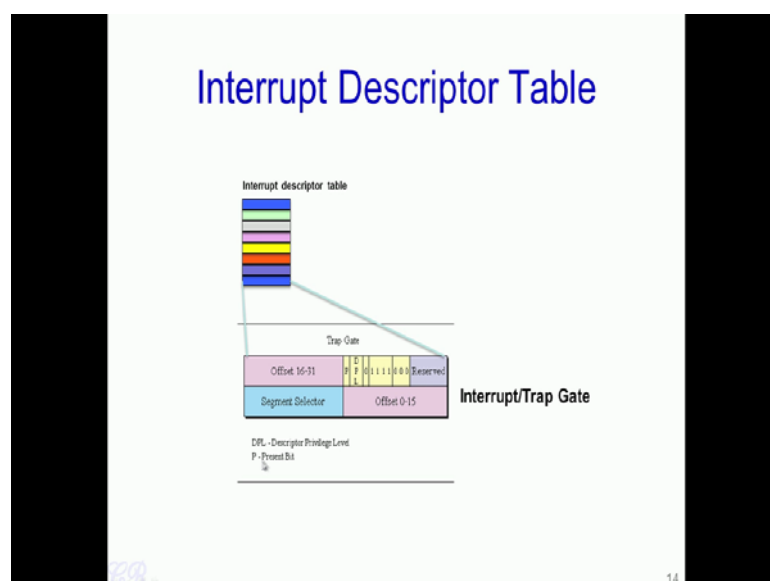 Interrupt Descriptor Table
Interrupt descriptor table
Trap Gate
Offset 16-31 P DPL 0 1 1 1 1 0 0 0 Reserved
Segment Selector Offset 0-15
Interrupt/Trap Gate
DPL - Descriptor Privilege Level
P - Present Bit
14